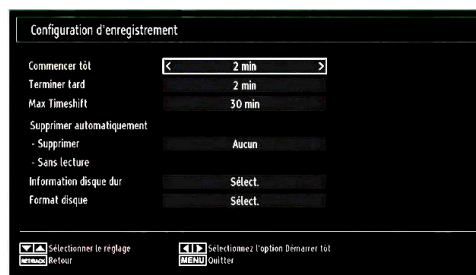 Configuration d'enregistrement
Commencer tôt < 2 min >
Terminer tard 2 min
Max Timeshift 30 min
Supprimer automatiquement
- Supprimer Aucun
- Sans lecture
Information disque dur Sélect.
Format disque Sélect.
Sélectionner le réglage Sélectionnez l'option Démarrer tôt
Retour MENU Quitter